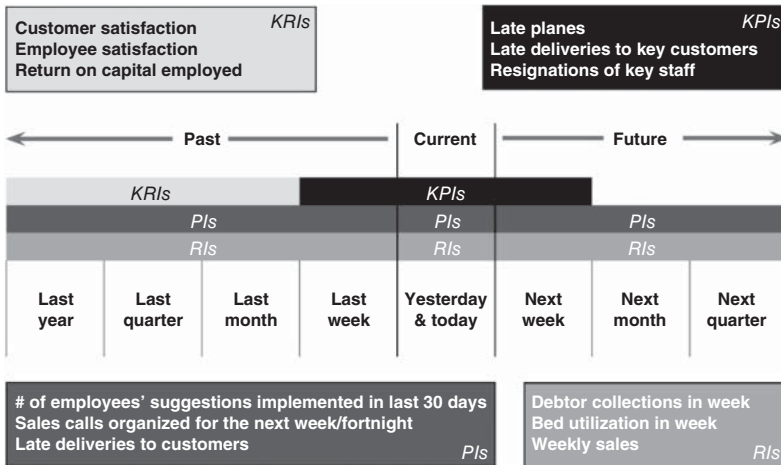 Customer satisfaction KRIs
Employee satisfaction
Return on capital employed
Late planes KPIs
Late deliveries to key customers
Resignations of key staff
Past Current Future
KRIs KPIs
PIs PIs PIs
RIs RIs RIs
Last Last Last Last Yesterday Next Next Next
year quarter month week & today week month quarter
# of employees’ suggestions implemented in last 30 days
Sales calls organized for the next week/fortnight
Late deliveries to customers PIs
Debtor collections in week
Bed utilization in week
Weekly sales RIs